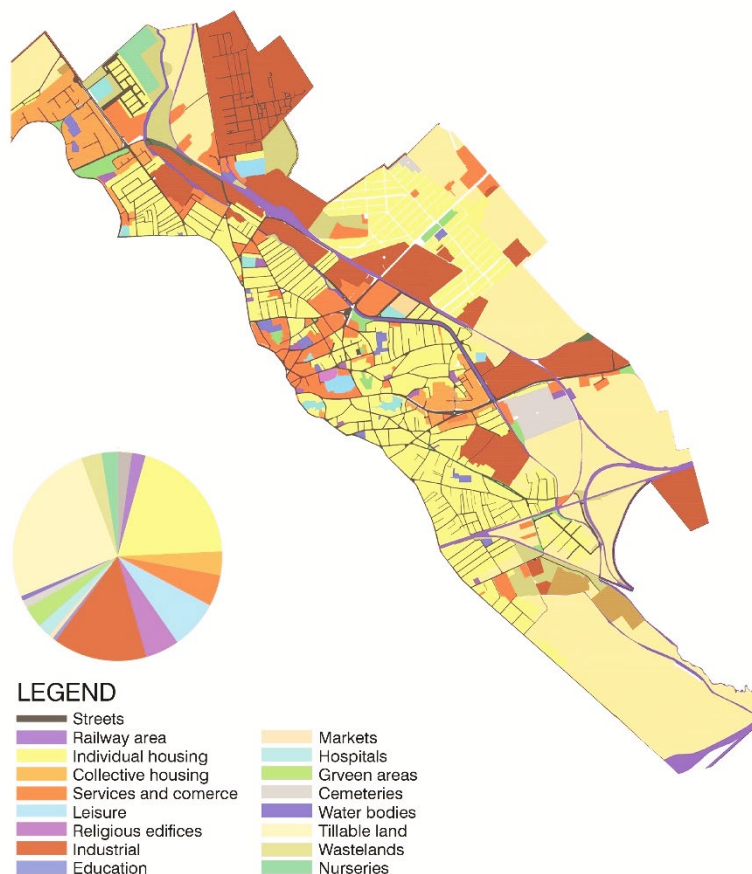 LEGEND
Streets
Railway area
Individual housing
Collective housing
Services and comerce
Leisure
Religious edifices
Industrial
Education
Markets
Hospitals
Grveen areas
Cemeteries
Water bodies
Tillable land
Wastelands
Nurseries